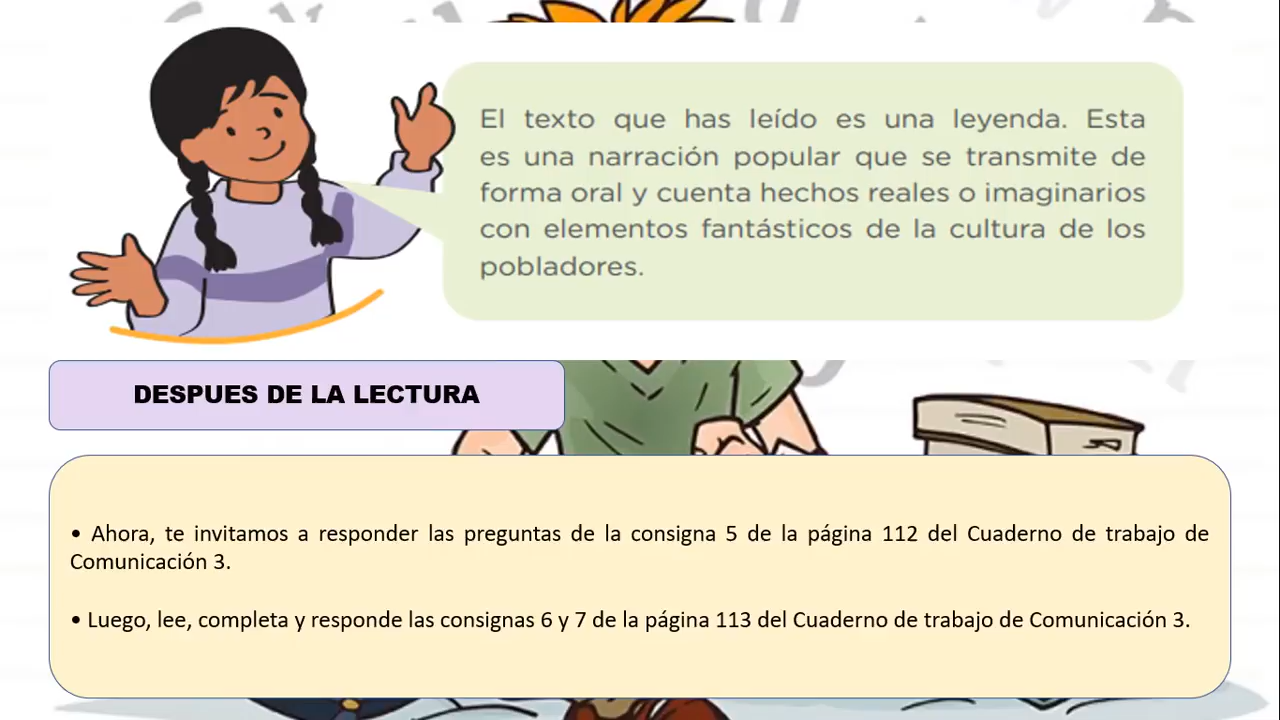 El texto que has leído es una leyenda. Esta
es una narración popular que se transmite de
forma oral y cuenta hechos reales o imaginarios
con elementos fantásticos de la cultura de los
pobladores.
DESPUES DE LA LECTURA
• Ahora, te invitamos a responder las preguntas de la consigna 5 de la página 112 del Cuaderno de trabajo de
Comunicación 3.
• Luego, lee, completa y responde las consignas 6 y 7 de la página 113 del Cuaderno de trabajo de Comunicación 3.